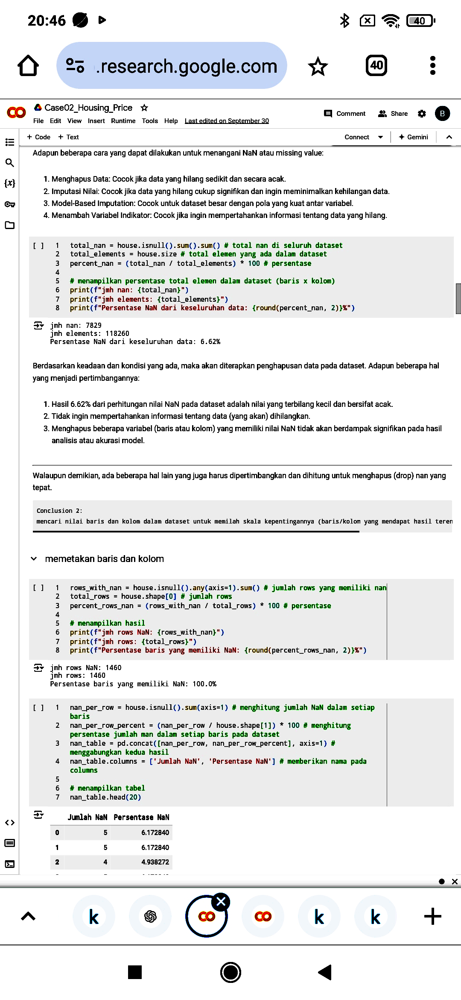 20:46
40
.research.google.com
40
Case02_Housing_Price
Comment
Share
B
File Edit View Insert Runtime Tools Help Last edited on September 30
+ Code + Text
Connect
Gemini
Adapun beberapa cara yang dapat dilakukan untuk menangani NaN atau missing value:
1. Menghapus Data: Cocok jika data yang hilang sedikit dan secara acak.
2. Imputasi Nilai: Cocok jika data yang hilang cukup signifikan dan ingin meminimalkan kehilangan data.
3. Model-Based Imputation: Cocok untuk dataset besar dengan pola yang kuat antar variabel.
4. Menambah Variabel Indikator: Cocok jika ingin mempertahankan informasi tentang data yang hilang.
[ ] 1 total_nan = house.isnull().sum().sum() # total nan di seluruh dataset
2 total_elements = house.size # total elemen yang ada dalam dataset
3 percent_nan = (total_nan / total_elements) * 100 # persentase
4
5 # menampilkan persentase total elemen dalam dataset (baris x kolom)
6 print(f"jmh nan: {total_nan}")
7 print(f"jmh elements: {total_elements}")
8 print(f"Persentase NaN dari keseluruhan data: {round(percent_nan, 2)}%")
jmh nan: 7829
jmh elements: 118260
Persentase NaN dari keseluruhan data: 6.62%
Berdasarkan keadaan dan kondisi yang ada, maka akan diterapkan penghapusan data pada dataset. Adapun beberapa hal
yang menjadi pertimbangannya:
1. Hasil 6.62% dari perhitungan nilai NaN pada dataset adalah nilai yang terbilang kecil dan bersifat acak.
2. Tidak ingin mempertahankan informasi tentang data (yang akan) dihilangkan.
3. Menghapus beberapa variabel (baris atau kolom) yang memiliki nilai NaN tidak akan berdampak signifikan pada hasil
analisis atau akurasi model.
Walaupun demikian, ada beberapa hal lain yang juga harus dipertimbangkan dan dihitung untuk menghapus (drop) nan yang
tepat.
Conclusion 2:
mencari nilai baris dan kolom dalam dataset untuk memilah skala kepentingannya (baris/kolom yang mendapat hasil teren
memetakan baris dan kolom
[ ] 1 rows_with_nan = house.isnull().any(axis=1).sum() # jumlah rows yang memiliki nan
2 total_rows = house.shape[0] # jumlah rows
3 percent_rows_nan = (rows_with_nan / total_rows) * 100 # persentase
4
5 # menampilkan hasil
6 print(f"jmh rows NaN: {rows_with_nan}")
7 print(f"jmh rows: {total_rows}")
8 print(f"Persentase baris yang memiliki NaN: {round(percent_rows_nan, 2)}%")
jmh rows NaN: 1460
jmh rows: 1460
Persentase baris yang memiliki NaN: 100.0%
[ ] 1 nan_per_row = house.isnull().sum(axis=1) # menghitung jumlah NaN dalam setiap
baris
2 nan_per_row_percent = (nan_per_row / house.shape[1]) * 100 # menghitung
persentase jumlah man dalam setiap baris pada dataset
3 nan_table = pd.concat([nan_per_row, nan_per_row_percent], axis=1) #
menggabungkan kedua hasil
4 nan_table.columns = ['Jumlah NaN', 'Persentase NaN'] # memberikan nama pada
columns
5
6 # menampilkan tabel
7 nan_table.head(20)
Jumlah NaN Persentase NaN
0 5 6.172840
1 5 6.172840
2 4 4.938272
k
k
k